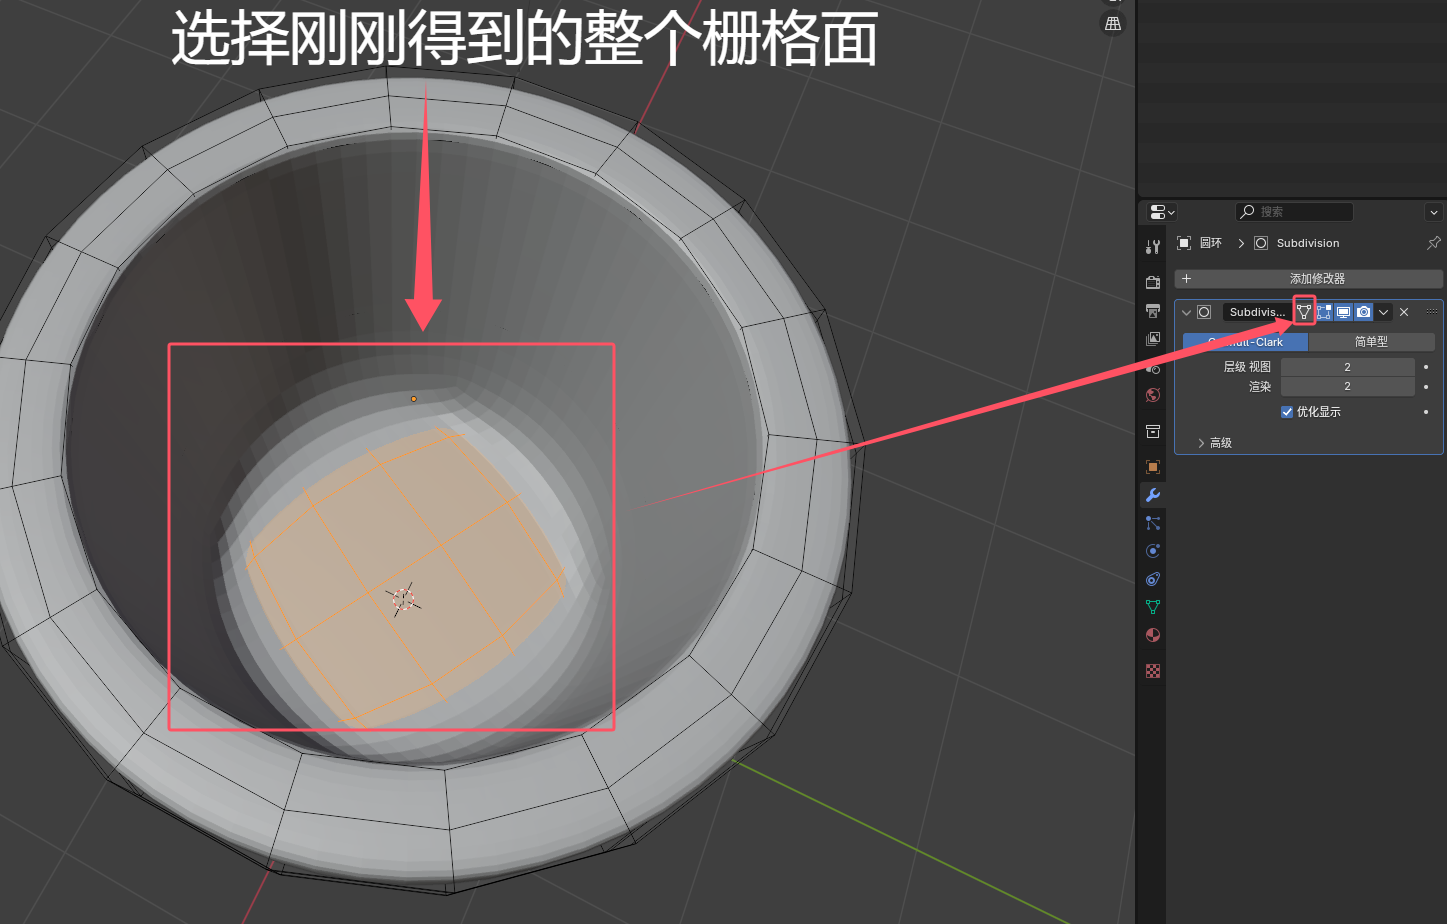 选择刚刚得到的整个栅格面
搜索
圆环
Subdivision
添加修改器
Subdivis...
-Clark
简单型
层级 视图
2
渲染
2
优化显示
高级